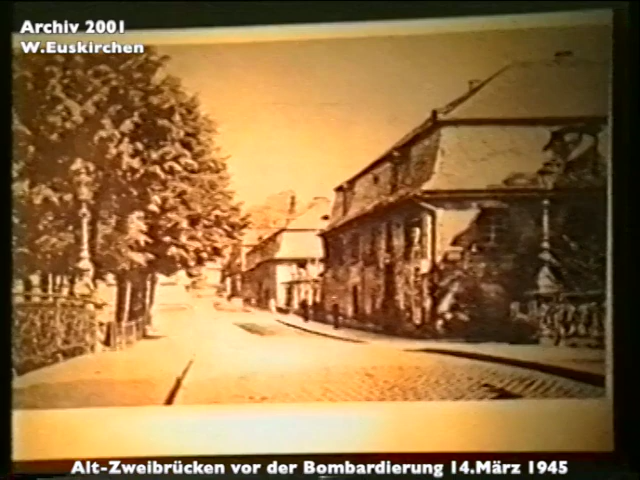 Archiv 2001
W.Euskirchen
Alt-Zweibrücken vor der Bombardierung 14.März 1945